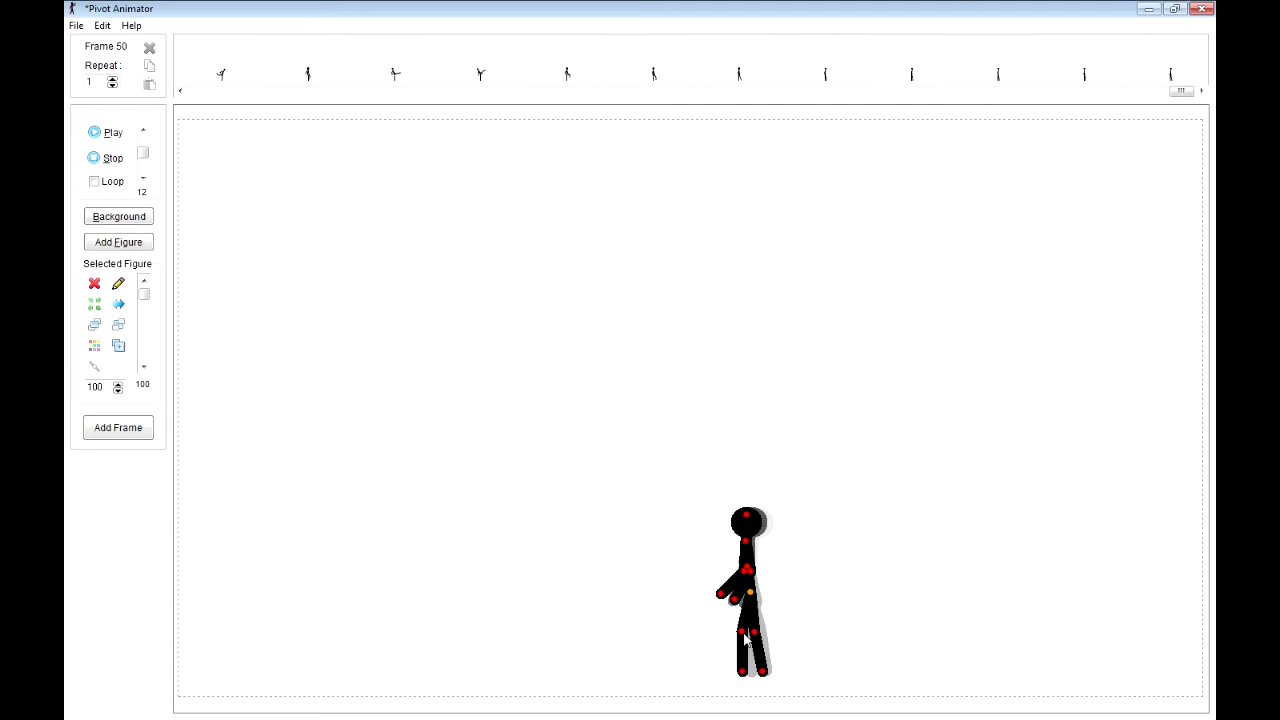 *Pivot Animator
File Edit Help
Frame 50
Repeat:
1
Play
Stop
Loop
12
Background
Add Figure
Selected Figure
100 100
Add Frame